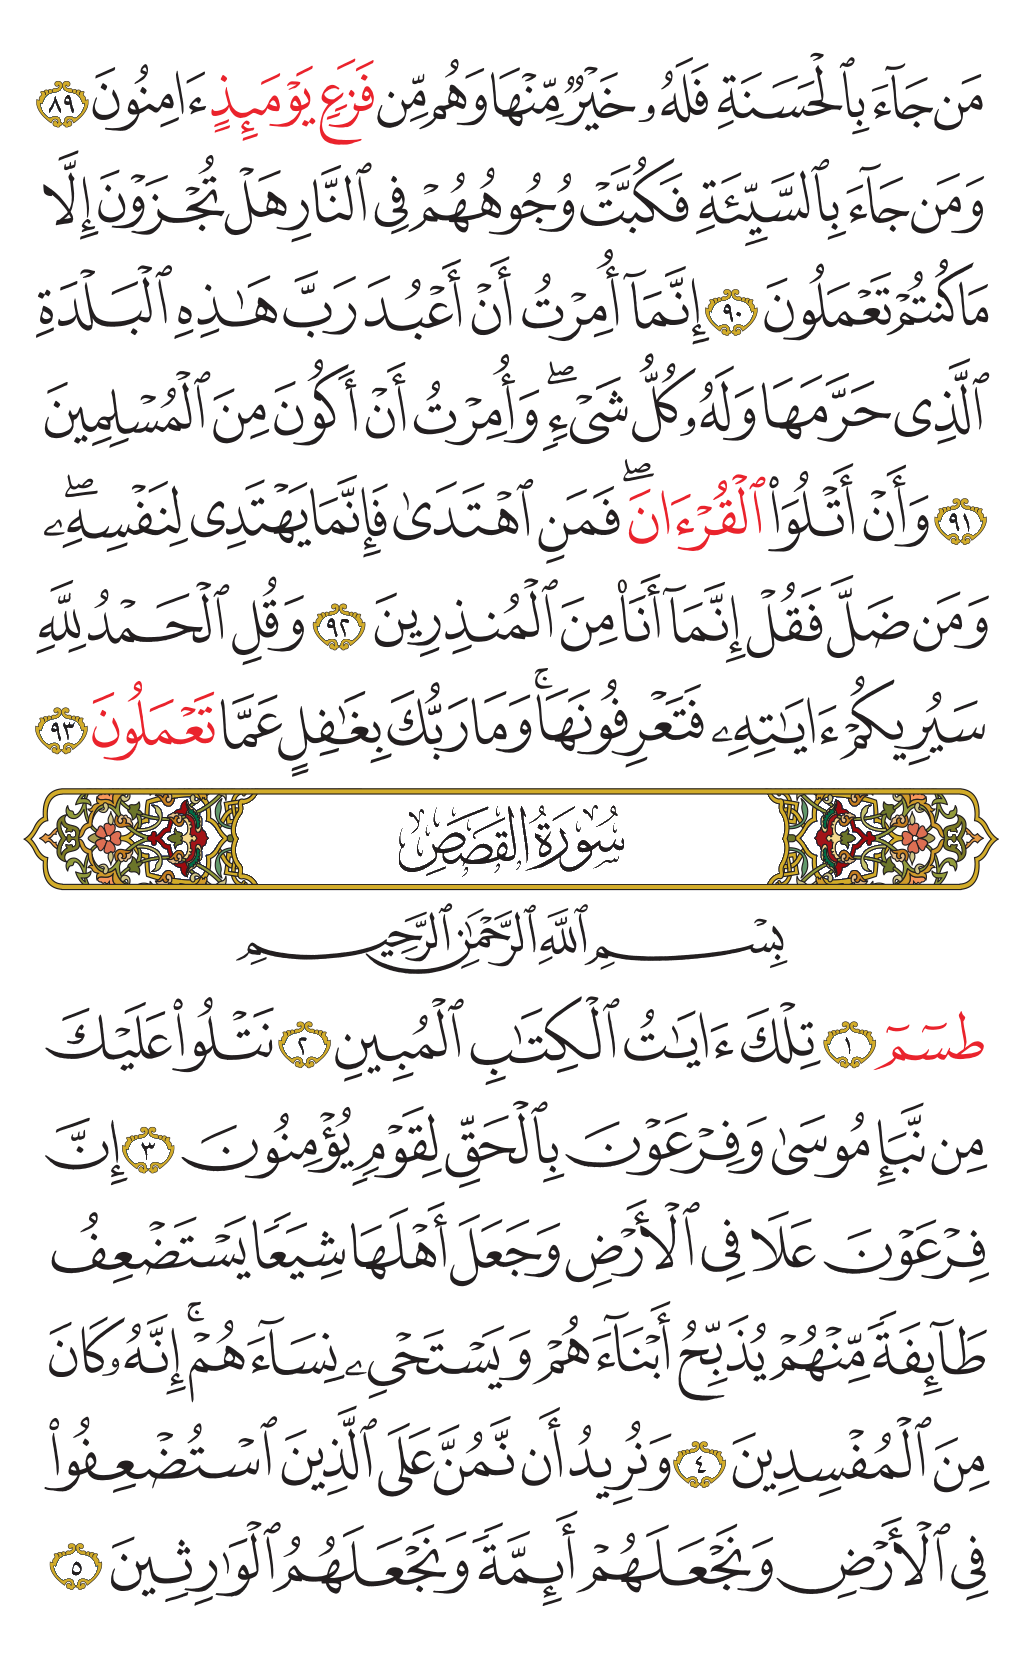 مَن جَآءَ بِٱلْحَسَنَةِ فَلَهُۥ خَيْرٌ مِّنْهَا وَهُم مِّن فَزَعِ يَوْمَئِذٍ ءَامِنُونَ ٨٩
وَمَن جَآءَ بِٱلسَّيِّئَةِ فَكُبَّتْ وُجُوهُهُمْ فِى ٱلنَّارِ هَلْ تُجْزَوْنَ إِلَّا
مَا كُنتُمْ تَعْمَلُونَ ٩٠ إِنَّمَآ أُمِرْتُ أَنْ أَعْبُدَ رَبَّ هَـٰذِهِ ٱلْبَلْدَةِ
ٱلَّذِى حَرَّمَهَا وَلَهُۥ كُلُّ شَىْءٍۖ وَأُمِرْتُ أَنْ أَكُونَ مِنَ ٱلْمُسْلِمِينَ
٩١ وَأَنْ أَتْلُوَا۟ ٱلْقُرْءَانَۖ فَمَنِ ٱهْتَدَىٰ فَإِنَّمَا يَهْتَدِى لِنَفْسِهِۦۖ
وَمَن ضَلَّ فَقُلْ إِنَّمَآ أَنَا۠ مِنَ ٱلْمُنذِرِينَ ٩٢ وَقُلِ ٱلْحَمْدُ لِلَّهِ
سَيُرِيكُمْ ءَايَـٰتِهِۦ فَتَعْرِفُونَهَاۚ وَمَا رَبُّكَ بِغَـٰفِلٍ عَمَّا تَعْمَلُونَ ٩٣
سُورَةُ القَصَصِ
بِسْمِ ٱللَّهِ ٱلرَّحْمَـٰنِ ٱلرَّحِيمِ
طسٓمٓ ١ تِلْكَ ءَايَـٰتُ ٱلْكِتَـٰبِ ٱلْمُبِينِ ٢ نَتْلُوا۟ عَلَيْكَ
مِن نَّبَإِ مُوسَىٰ وَفِرْعَوْنَ بِٱلْحَقِّ لِقَوْمٍ يُؤْمِنُونَ ٣ إِنَّ
فِرْعَوْنَ عَلَا فِى ٱلْأَرْضِ وَجَعَلَ أَهْلَهَا شِيَعًا يَسْتَضْعِفُ
طَآئِفَةً مِّنْهُمْ يُذَبِّحُ أَبْنَآءَهُمْ وَيَسْتَحْىِۦ نِسَآءَهُمْۚ إِنَّهُۥ كَانَ
مِنَ ٱلْمُفْسِدِينَ ٤ وَنُرِيدُ أَن نَّمُنَّ عَلَى ٱلَّذِينَ ٱسْتُضْعِفُوا۟
فِى ٱلْأَرْضِ وَنَجْعَلَهُمْ أَئِمَّةً وَنَجْعَلَهُمُ ٱلْوَٰرِثِينَ ٥